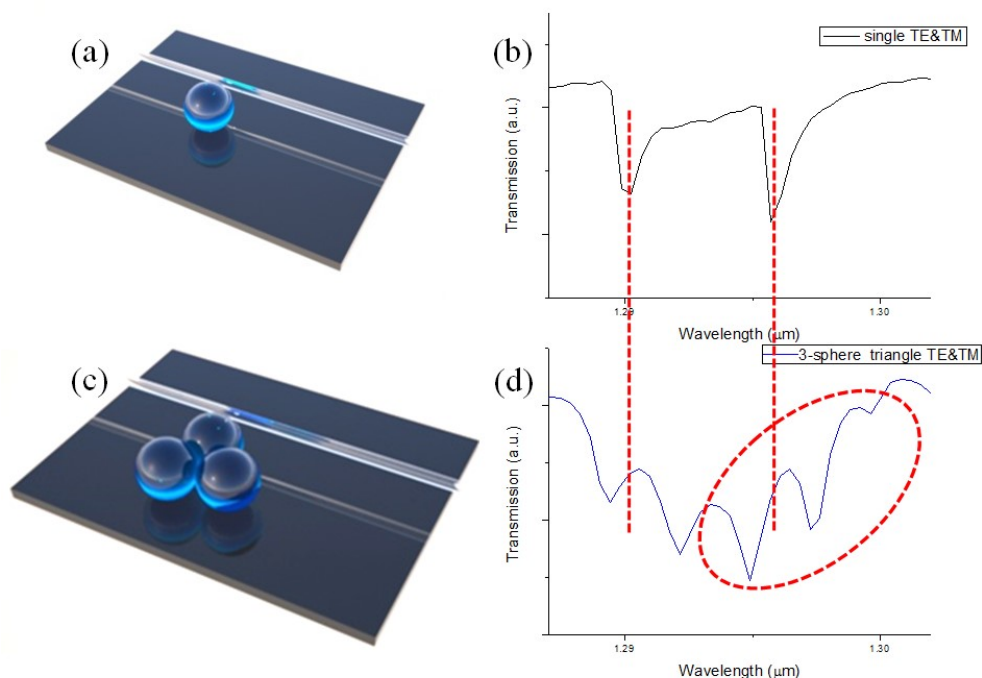 (a)
(b)
single TE&TM
Transmission (a.u.)
1.29
1.30
Wavelength (μm)
(c)
(d)
3-sphere triangle TE&TM
Transmission (a.u.)
1.29
1.30
Wavelength (μm)